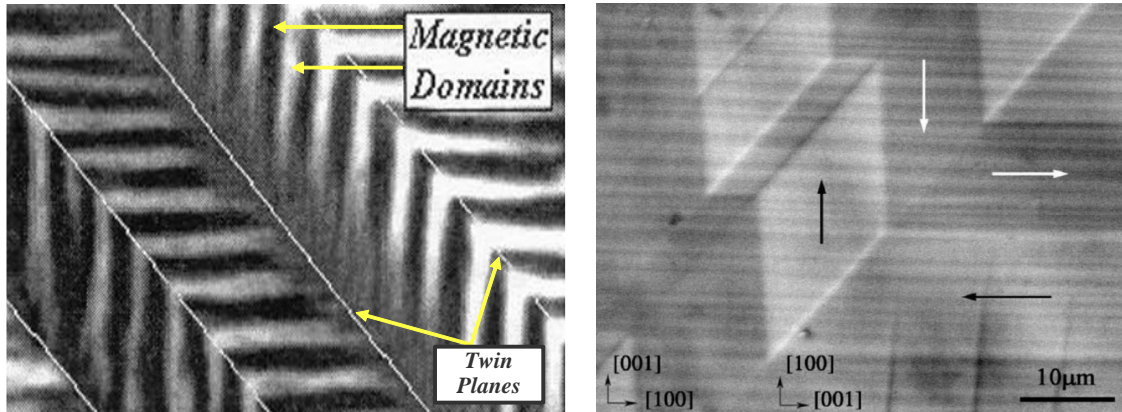 Magnetic
Domains
Twin
Planes
[001]
[100]
[100]
[001]
10μm